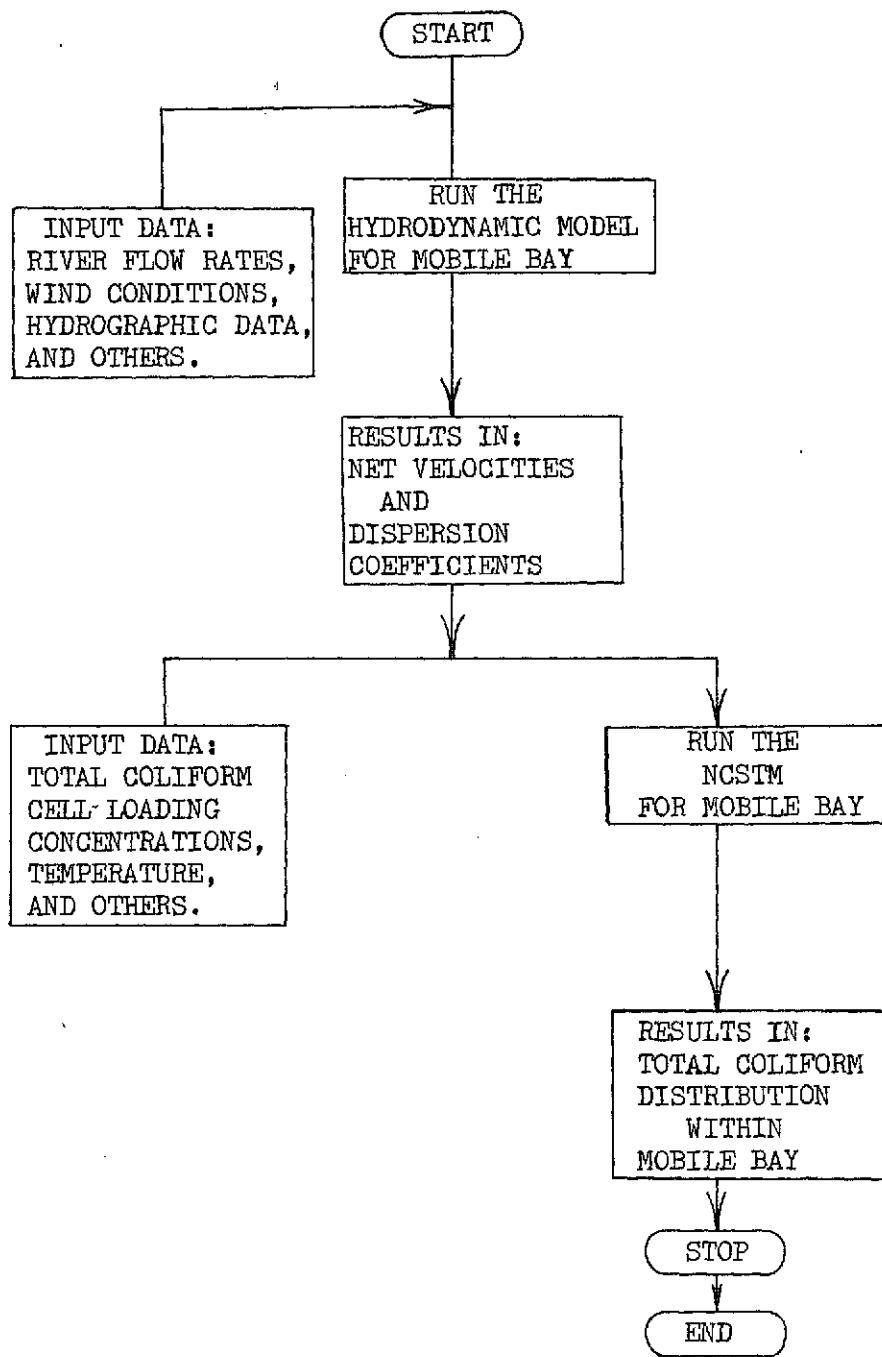 START
INPUT DATA:
RIVER FLOW RATES,
WIND CONDITIONS,
HYDROGRAPHIC DATA,
AND OTHERS.
RUN THE
HYDRODYNAMIC MODEL
FOR MOBILE BAY
RESULTS IN:
NET VELOCITIES
AND
DISPERSION
COEFFICIENTS
INPUT DATA:
TOTAL COLIFORM
CELL-LOADING
CONCENTRATIONS,
TEMPERATURE,
AND OTHERS.
RUN THE
NCSTM
FOR MOBILE BAY
RESULTS IN:
TOTAL COLIFORM
DISTRIBUTION
WITHIN
MOBILE BAY
STOP
END